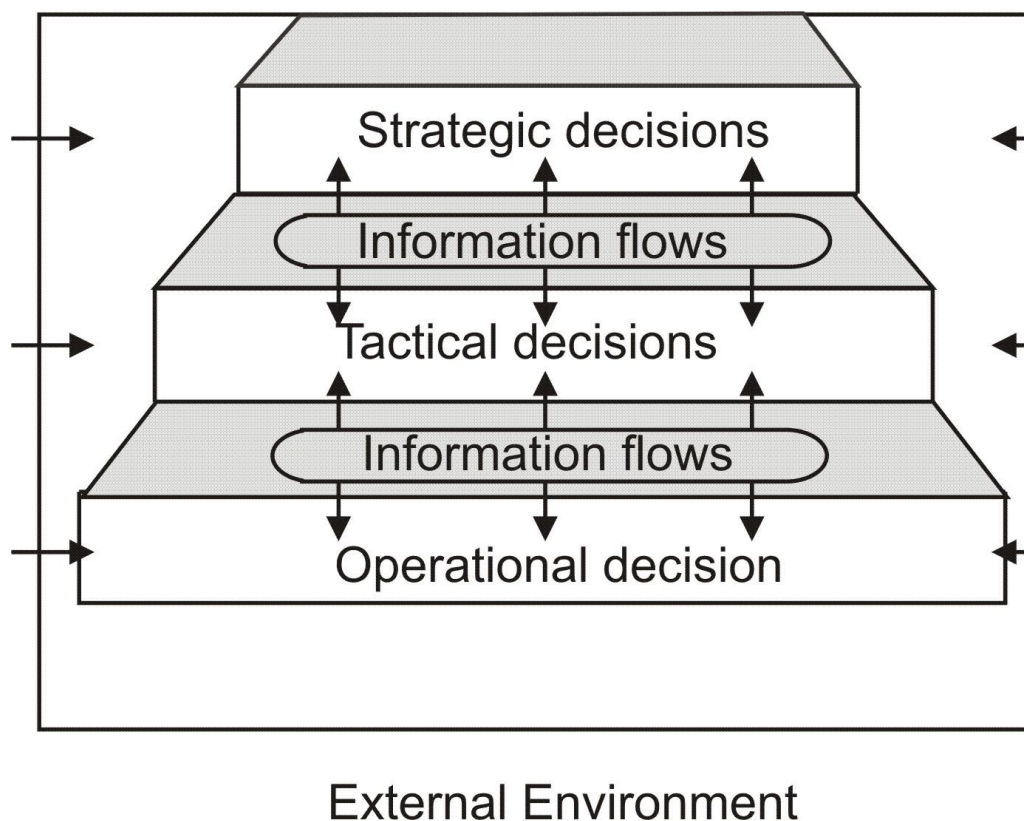 Strategic decisions
Information flows
Tactical decisions
Information flows
Operational decision
External Environment